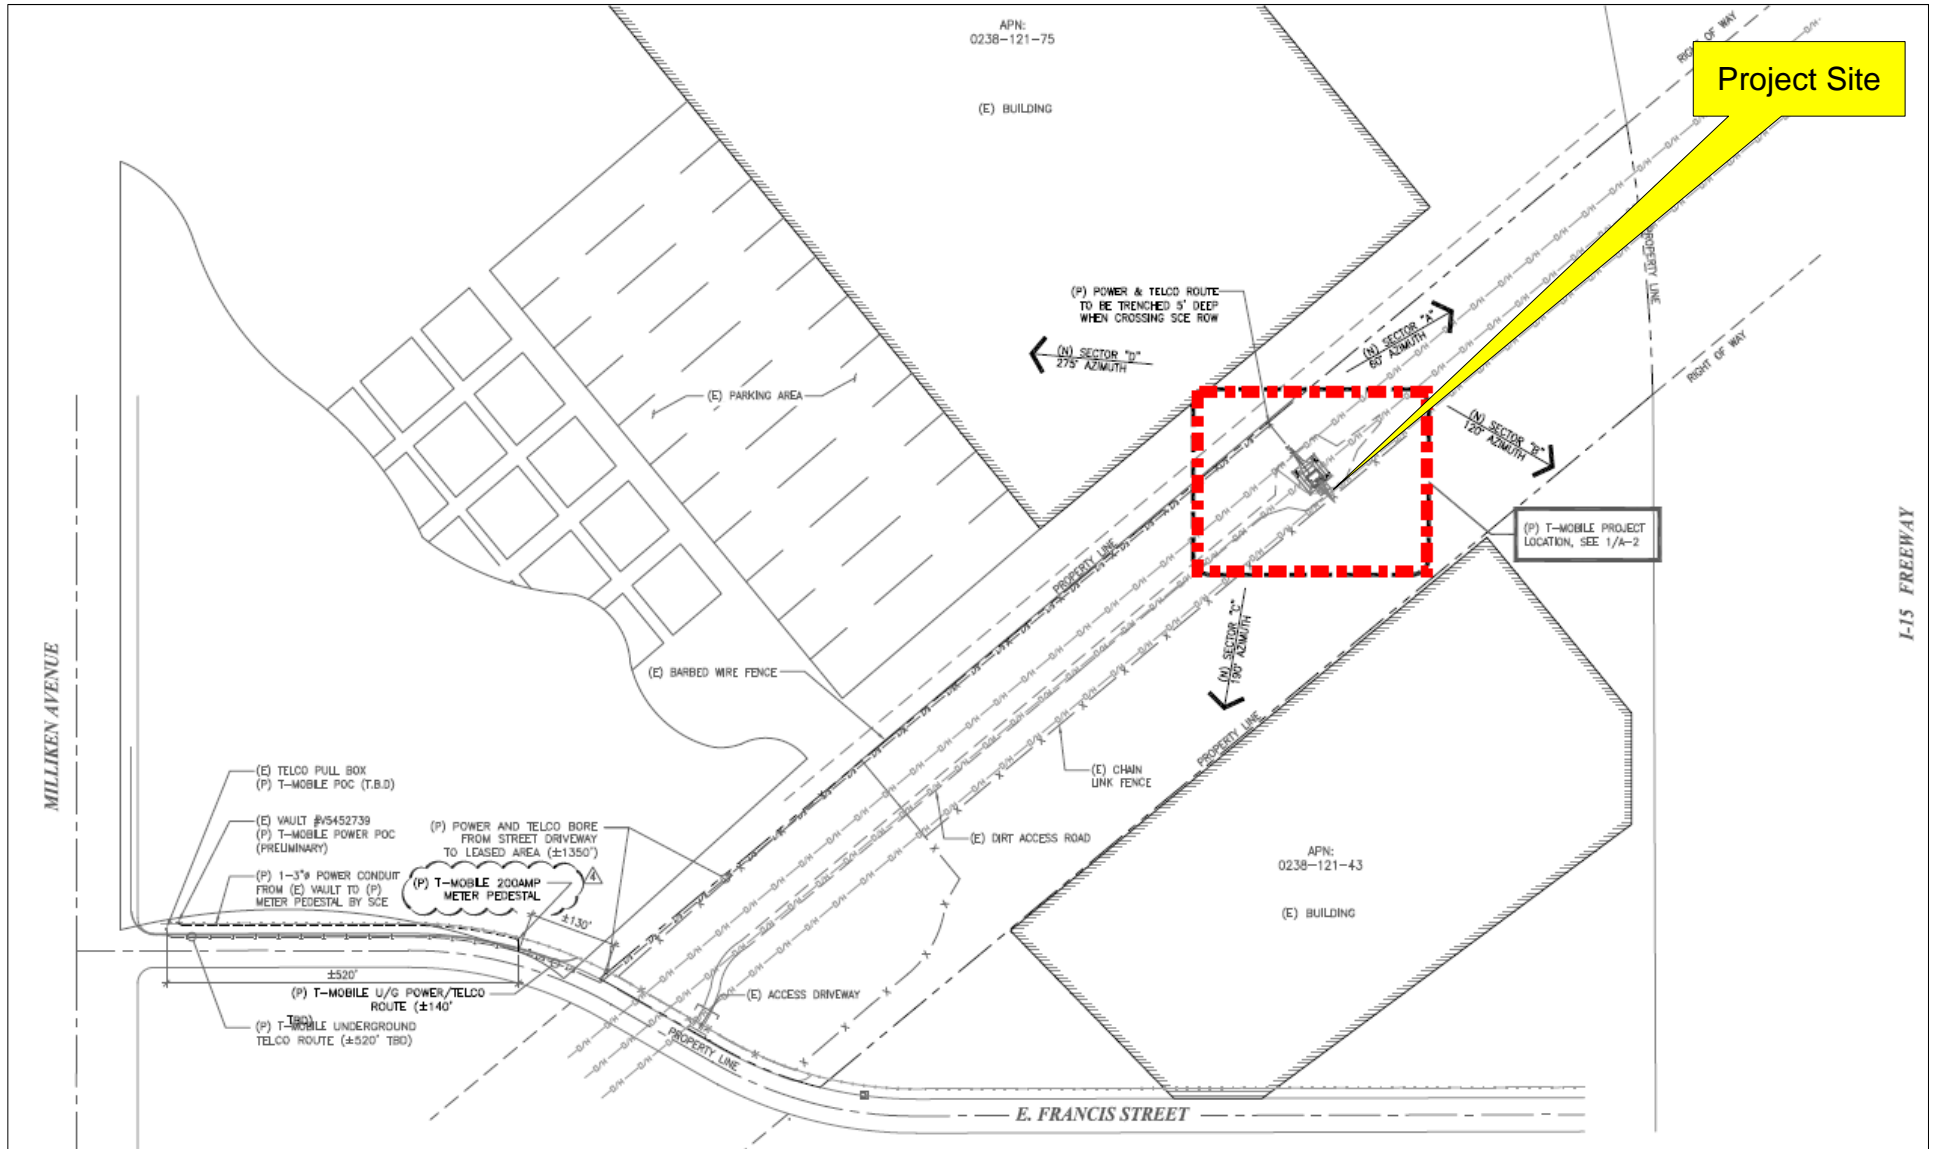 APN:
0238-121-75
(E) BUILDING
RIGHT OF WAY
Project Site
PROPERTY LINE
RIGHT OF WAY
(P) POWER & TELCO ROUTE
TO BE TRENCHED 5' DEEP
WHEN CROSSING SCE ROW
(N) SECTOR "A"
60° AZIMUTH
(N) SECTOR "D"
275° AZIMUTH
(E) PARKING AREA
(N) SECTOR "B"
120° AZIMUTH
(P) T-MOBILE PROJECT
LOCATION, SEE 1/A-2
I-15 FREEWAY
PROPERTY LINE
(N) SECTOR "C"
190° AZIMUTH
(E) BARBED WIRE FENCE
MILLIKEN AVENUE
PROPERTY LINE
(E) CHAIN
LINK FENCE
(E) TELCO PULL BOX
(P) T-MOBILE POC (T.B.D)
(E) VAULT #V5452739
(P) T-MOBILE POWER POC
(PRELIMINARY)
(P) POWER AND TELCO BORE
FROM STREET DRIVEWAY
TO LEASED AREA (±1350')
(E) DIRT ACCESS ROAD
APN:
0238-121-43
(E) BUILDING
(P) 1-3"ø POWER CONDUIT
FROM (E) VAULT TO (P)
METER PEDESTAL BY SCE
(P) T-MOBILE 200AMP
METER PEDESTAL
4
±130'
±520'
(P) T-MOBILE U/G POWER/TELCO
ROUTE (±140'
TBD)
(P) T-MOBILE UNDERGROUND
TELCO ROUTE (±520' TBD)
(E) ACCESS DRIVEWAY
PROPERTY LINE
E. FRANCIS STREET